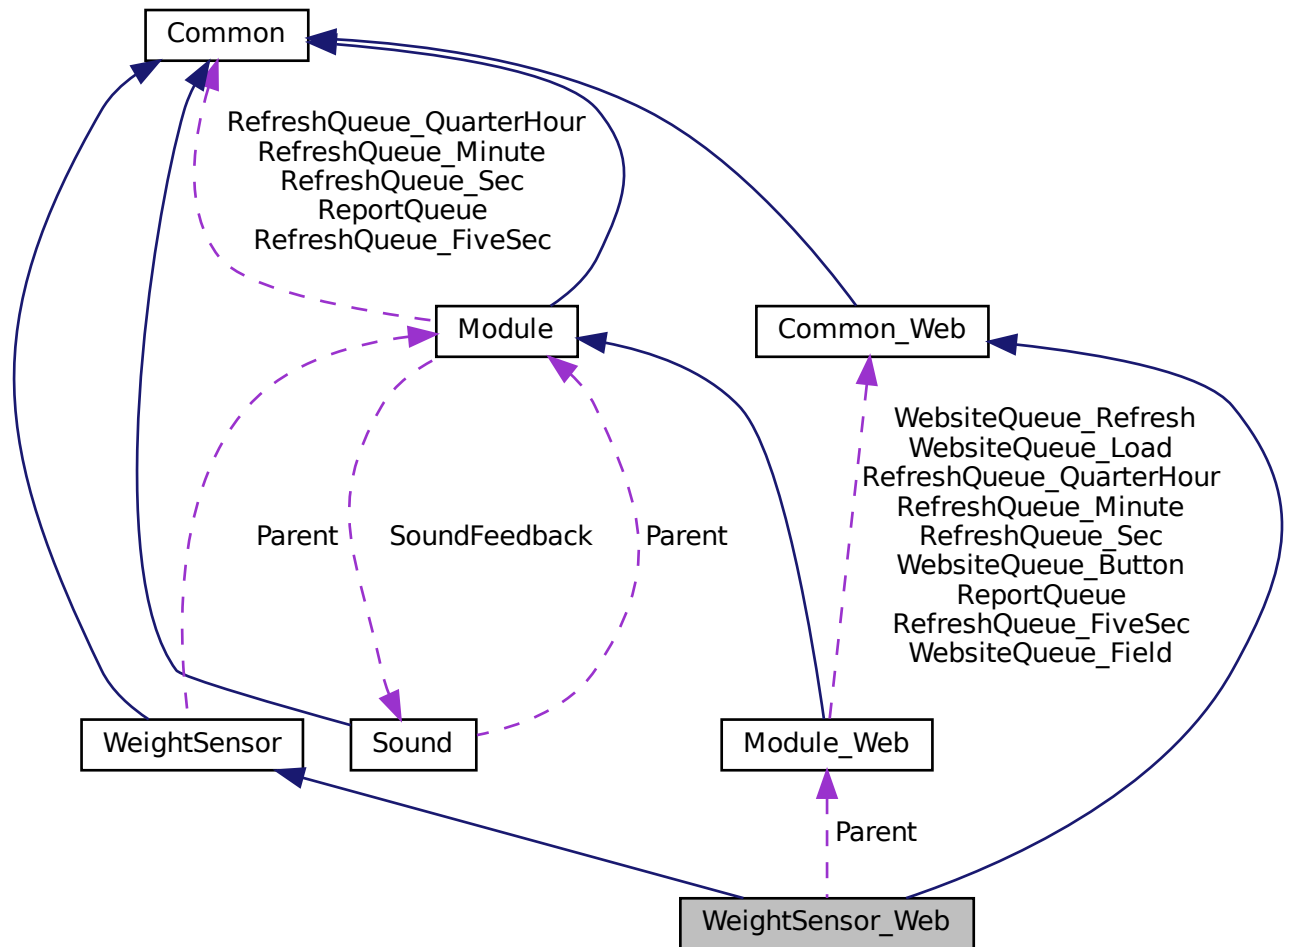 Common
RefreshQueue_QuarterHour
RefreshQueue_Minute
RefreshQueue_Sec
ReportQueue
RefreshQueue_FiveSec
Module
Common_Web
WebsiteQueue_Refresh
WebsiteQueue_Load
RefreshQueue_QuarterHour
RefreshQueue_Minute
RefreshQueue_Sec
WebsiteQueue_Button
ReportQueue
RefreshQueue_FiveSec
WebsiteQueue_Field
Parent
SoundFeedback
Parent
WeightSensor
Sound
Module_Web
Parent
WeightSensor_Web